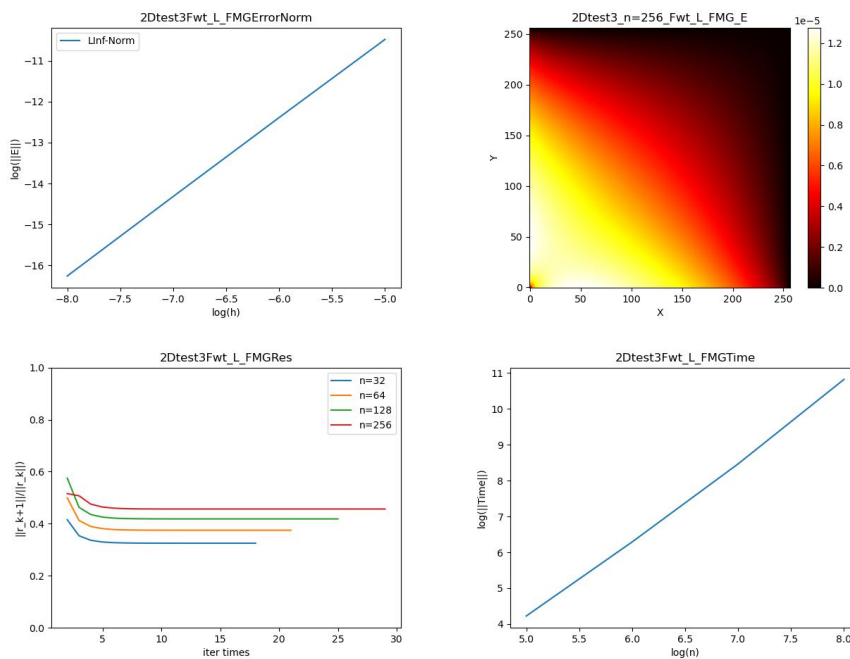 2Dtest3Fwt_L_FMGErrorNorm
LInf-Norm
−11
−12
−13
−14
−15
−16
log(||E||)
−8.0 −7.5 −7.0 −6.5 −6.0 −5.5 −5.0
log(h)
2Dtest3_n=256_Fwt_L_FMG_E
1e−5
250
200
150
100
50
0
Y
0 50 100 150 200 250
X
1.2
1.0
0.8
0.6
0.4
0.2
0.0
2Dtest3Fwt_L_FMGRes
1.0
0.8
0.6
0.4
0.2
0.0
||r_k+1||/||r_k||)
n=32
n=64
n=128
n=256
5 10 15 20 25 30
iter times
2Dtest3Fwt_L_FMGTime
11
10
9
8
7
6
5
4
log(||Time||)
5.0 5.5 6.0 6.5 7.0 7.5 8.0
log(n)